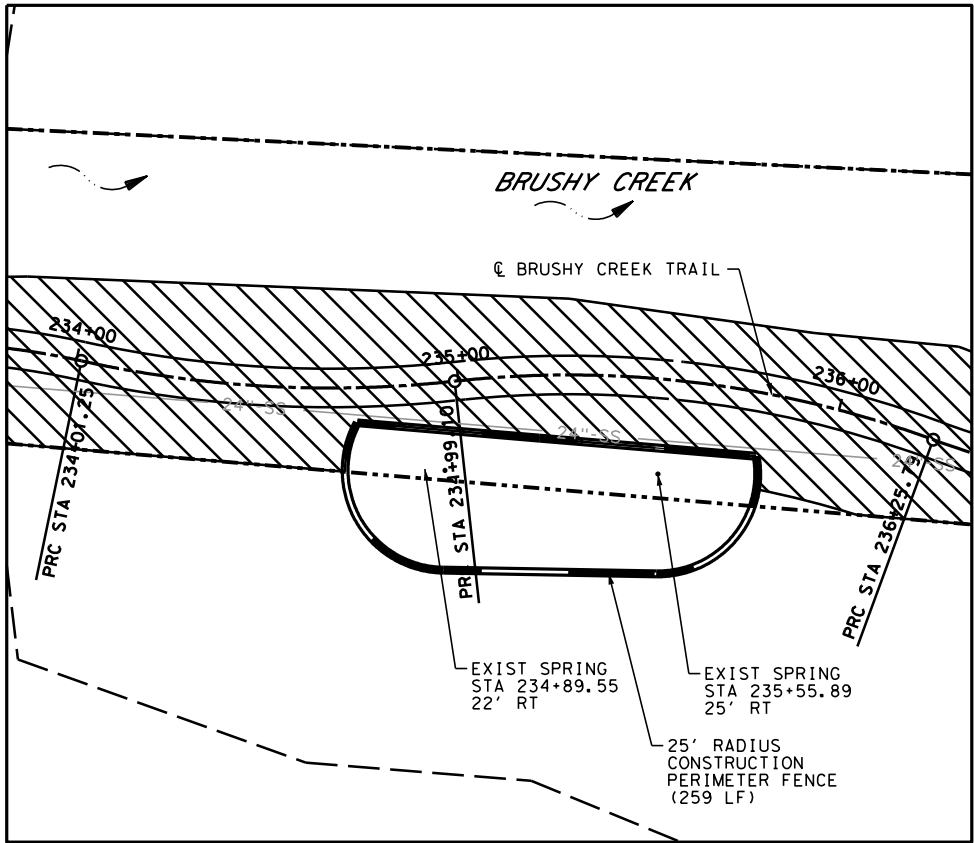 BRUSHY CREEK
℄ BRUSHY CREEK TRAIL
234+00
235+00
236+00
24"-SS
24"-SS
24"-SS
PRC STA 234+01.25
PRC STA 234+99.10
PRC STA 236+25.79
EXIST SPRING
STA 234+89.55
22' RT
EXIST SPRING
STA 235+55.89
25' RT
25' RADIUS
CONSTRUCTION
PERIMETER FENCE
(259 LF)